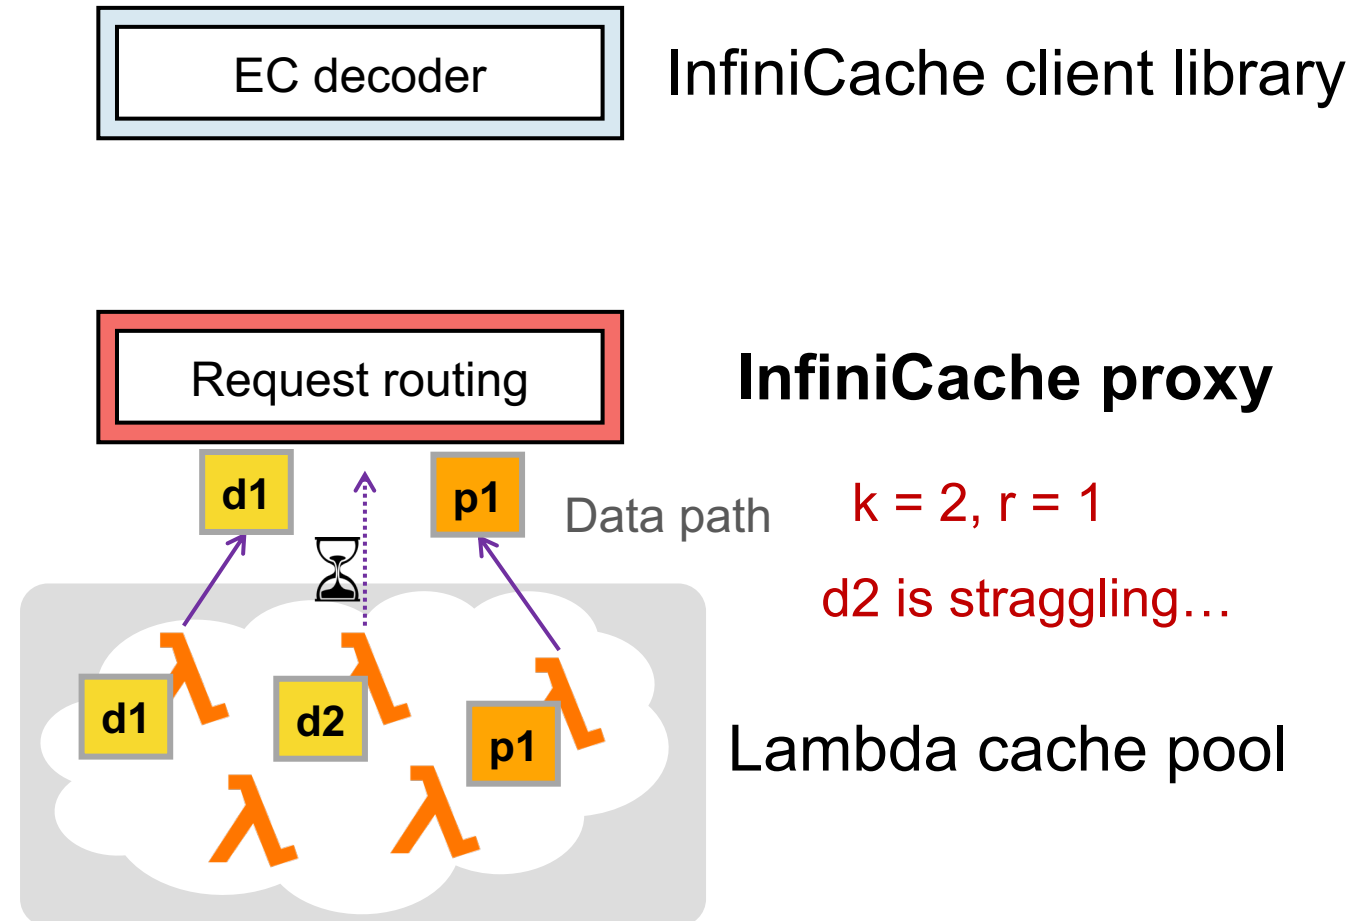 EC decoder
InfiniCache client library
Request routing
InfiniCache proxy
d1
p1
Data path
k = 2, r = 1
d2 is straggling…
λ
λ
λ
d1
d2
p1
Lambda cache pool
λ
λ